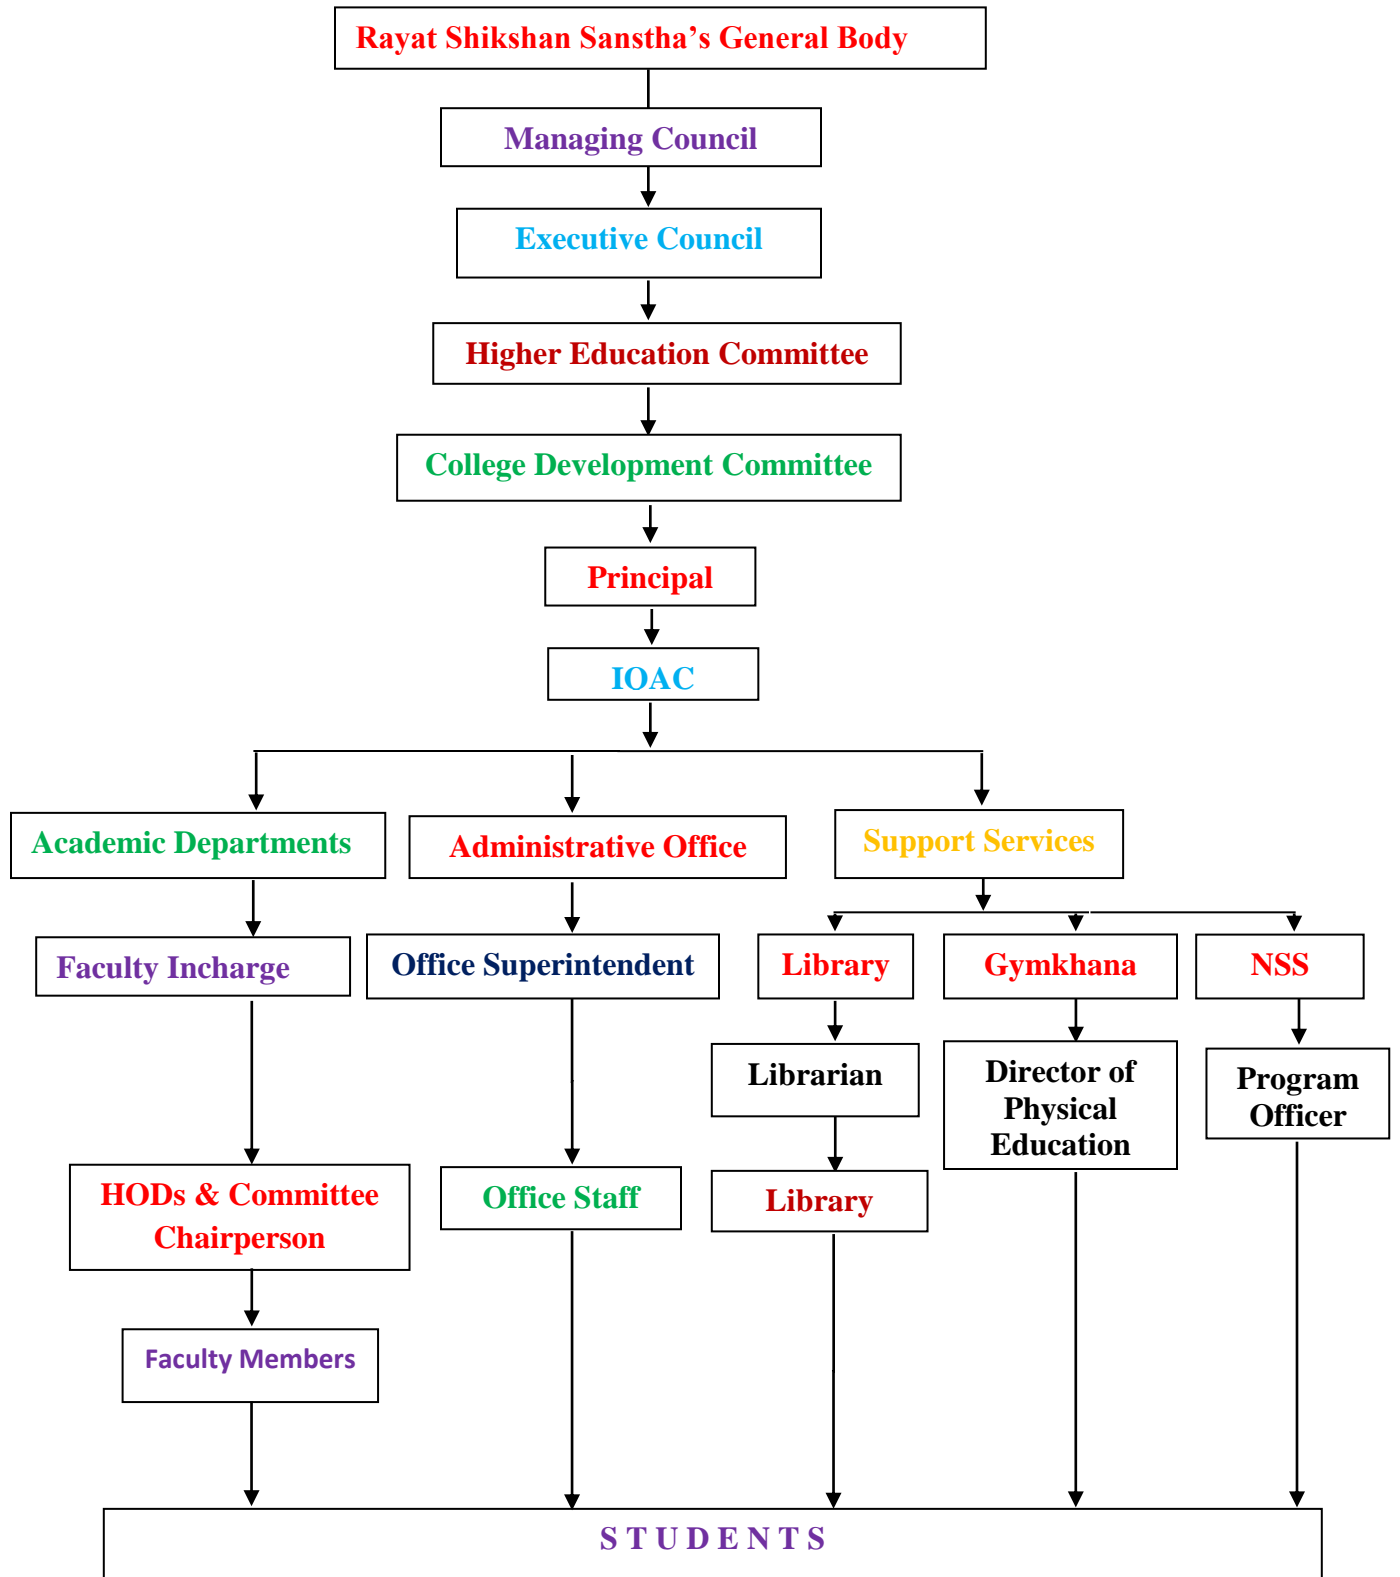 Rayat Shikshan Sanstha’s General Body
Managing Council
Executive Council
Higher Education Committee
College Development Committee
Principal
IOAC
Academic Departments
Administrative Office
Support Services
Faculty Incharge
Office Superintendent
Library
Gymkhana
NSS
Librarian
Director of
Physical
Education
Program
Officer
HODs & Committee
Chairperson
Office Staff
Library
Faculty Members
S T U D E N T S